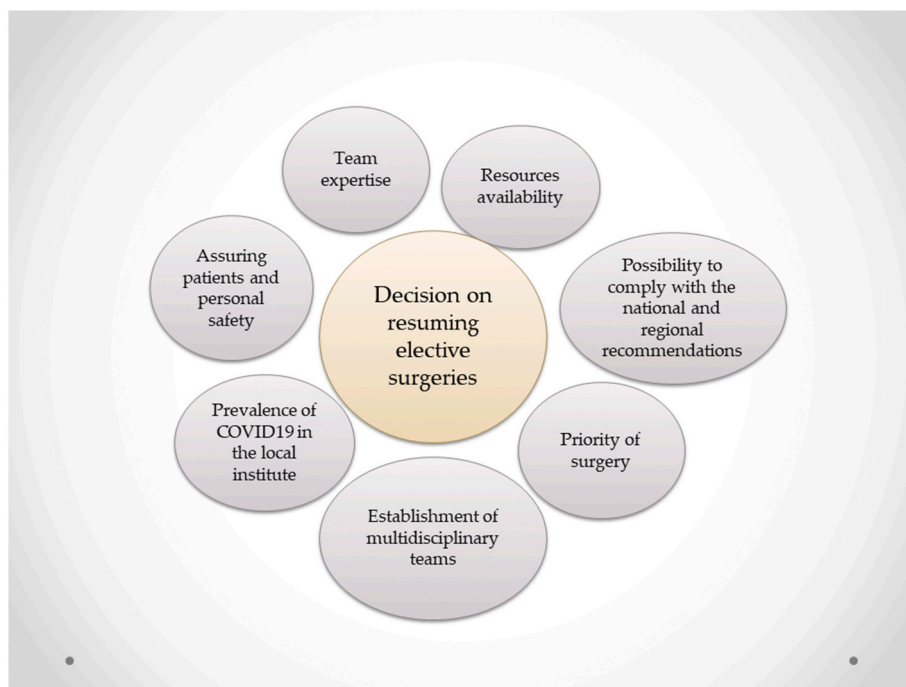 Team
expertise
Resources
availability
Assuring
patients and
personal
safety
Decision on
resuming
elective
surgeries
Possibility to
comply with the
national and
regional
recommendations
Prevalence of
COVID19 in
the local
institute
Priority of
surgery
Establishment of
multidisciplinary
teams